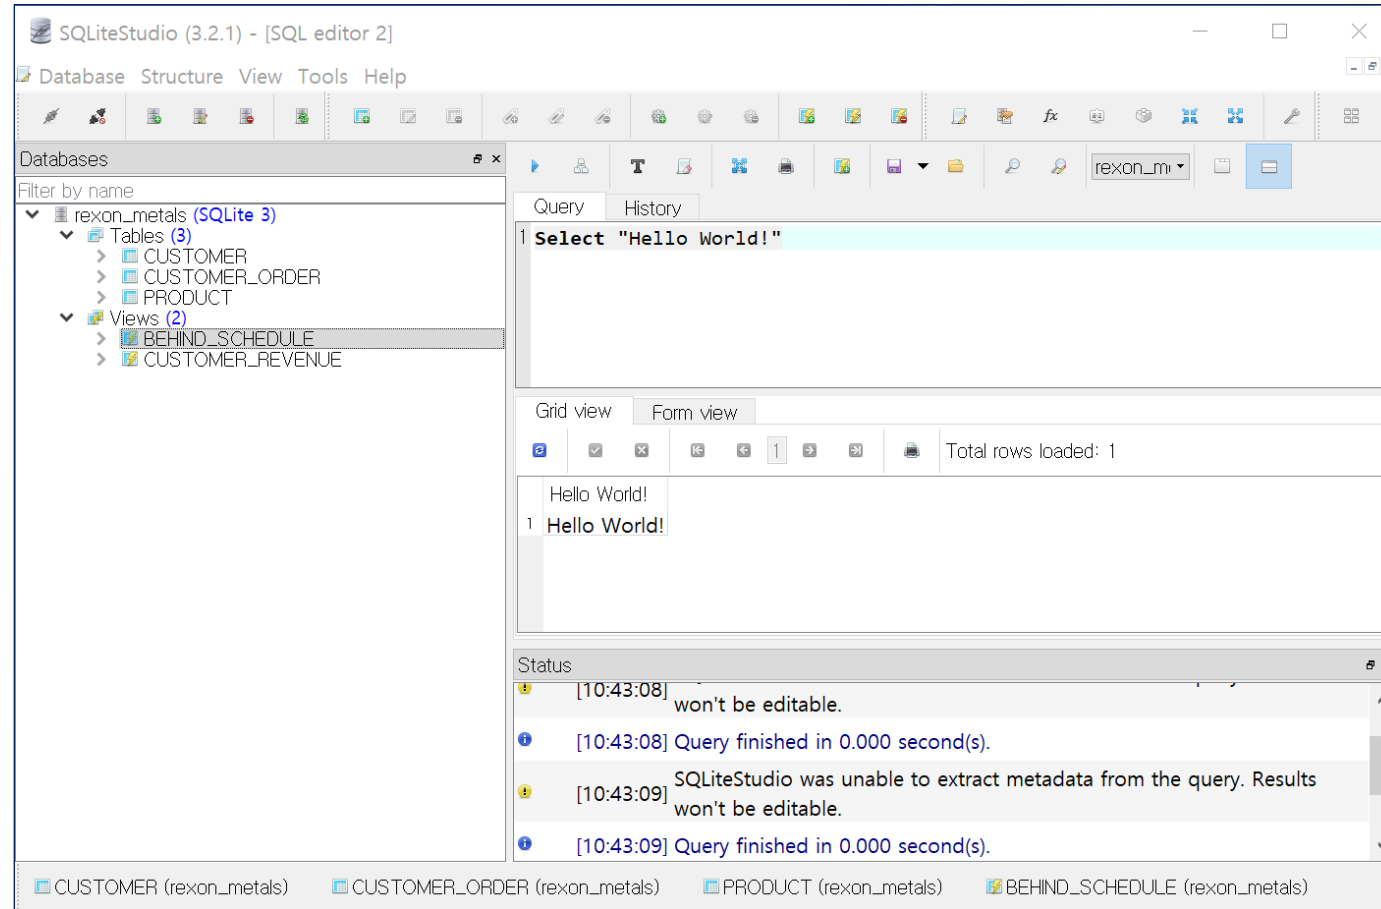 SQLiteStudio (3.2.1) - [SQL editor 2]
Database Structure View Tools Help
Databases
Filter by name
rexon_metals (SQLite 3)
Tables (3)
CUSTOMER
CUSTOMER_ORDER
PRODUCT
Views (2)
BEHIND_SCHEDULE
CUSTOMER_REVENUE
rexon_m
Query History
1 Select "Hello World!"
Grid view Form view
1 Total rows loaded: 1
Hello World!
1 Hello World!
Status
[10:43:08]
won't be editable.
[10:43:08] Query finished in 0.000 second(s).
[10:43:09] SQLiteStudio was unable to extract metadata from the query. Results
won't be editable.
[10:43:09] Query finished in 0.000 second(s).
CUSTOMER (rexon_metals) CUSTOMER_ORDER (rexon_metals) PRODUCT (rexon_metals) BEHIND_SCHEDULE (rexon_metals)